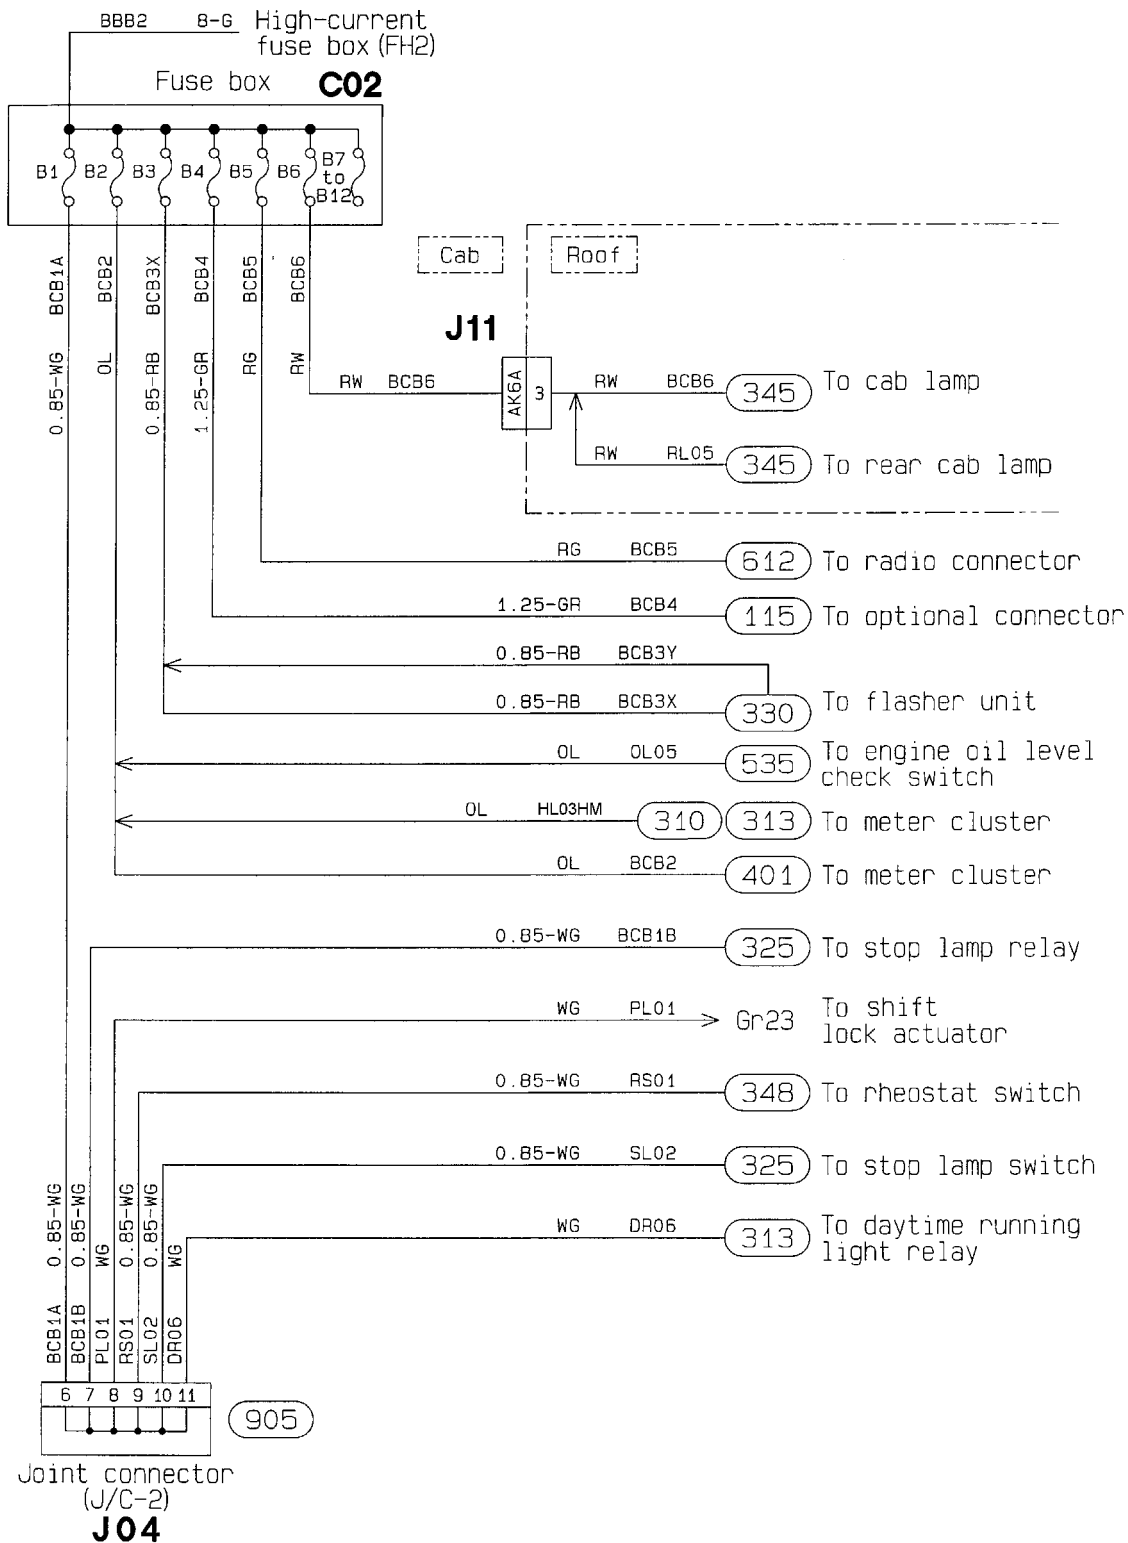 BBB2 8-G High-current
fuse box (FH2)
Fuse box C02
B1 B2 B3 B4 B5 B6 B7
to
B12
BCB1A BCB2 BCB3X BCB4 BCB5 BCB6
0.85-WG OL 0.85-RB 1.25-GR RG RW
Cab Roof
J11
RW BCB6 AK6A 3 RW BCB6 345 To cab lamp
RW RL05 345 To rear cab lamp
RG BCB5 612 To radio connector
1.25-GR BCB4 115 To optional connector
0.85-RB BCB3Y
0.85-RB BCB3X 330 To flasher unit
OL OL05 535 To engine oil level
check switch
OL HL03HM 310 313 To meter cluster
OL BCB2 401 To meter cluster
0.85-WG BCB1B 325 To stop lamp relay
WG PL01 Gr23 To shift
lock actuator
0.85-WG RS01 348 To rheostat switch
0.85-WG SL02 325 To stop lamp switch
WG DR06 313 To daytime running
light relay
0.85-WG 0.85-WG WG 0.85-WG 0.85-WG WG
BCB1A BCB1B PL01 RS01 SL02 DR06
6 7 8 9 10 11
905
Joint connector
(J/C-2)
J04